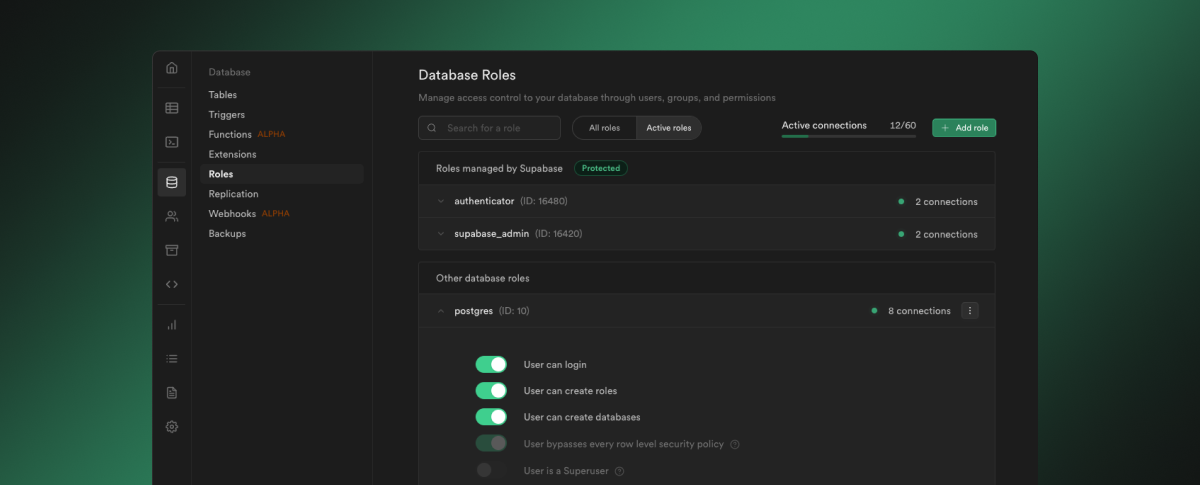 Database
Tables
Triggers
Functions ALPHA
Extensions
Roles
Replication
Webhooks ALPHA
Backups
Database Roles
Manage access control to your database through users, groups, and permissions
Search for a role
All roles
Active roles
Active connections 12/60
Add role
Roles managed by Supabase Protected
authenticator (ID: 16480) 2 connections
supabase_admin (ID: 16420) 2 connections
Other database roles
postgres (ID: 10) 8 connections
User can login
User can create roles
User can create databases
User bypasses every row level security policy
User is a Superuser